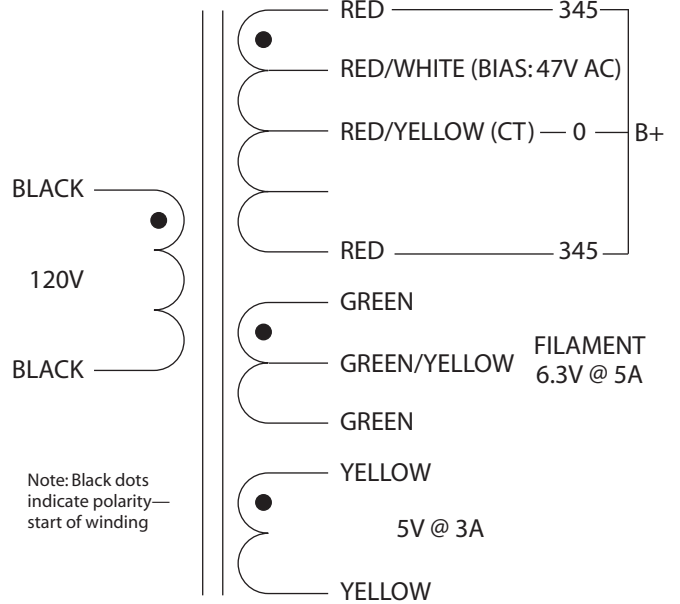 RED 345
RED/WHITE (BIAS: 47V AC)
RED/YELLOW (CT) 0 B+
BLACK
RED 345
120V
GREEN
GREEN/YELLOW FILAMENT
6.3V @ 5A
BLACK
GREEN
YELLOW
Note: Black dots
indicate polarity—
start of winding
5V @ 3A
YELLOW